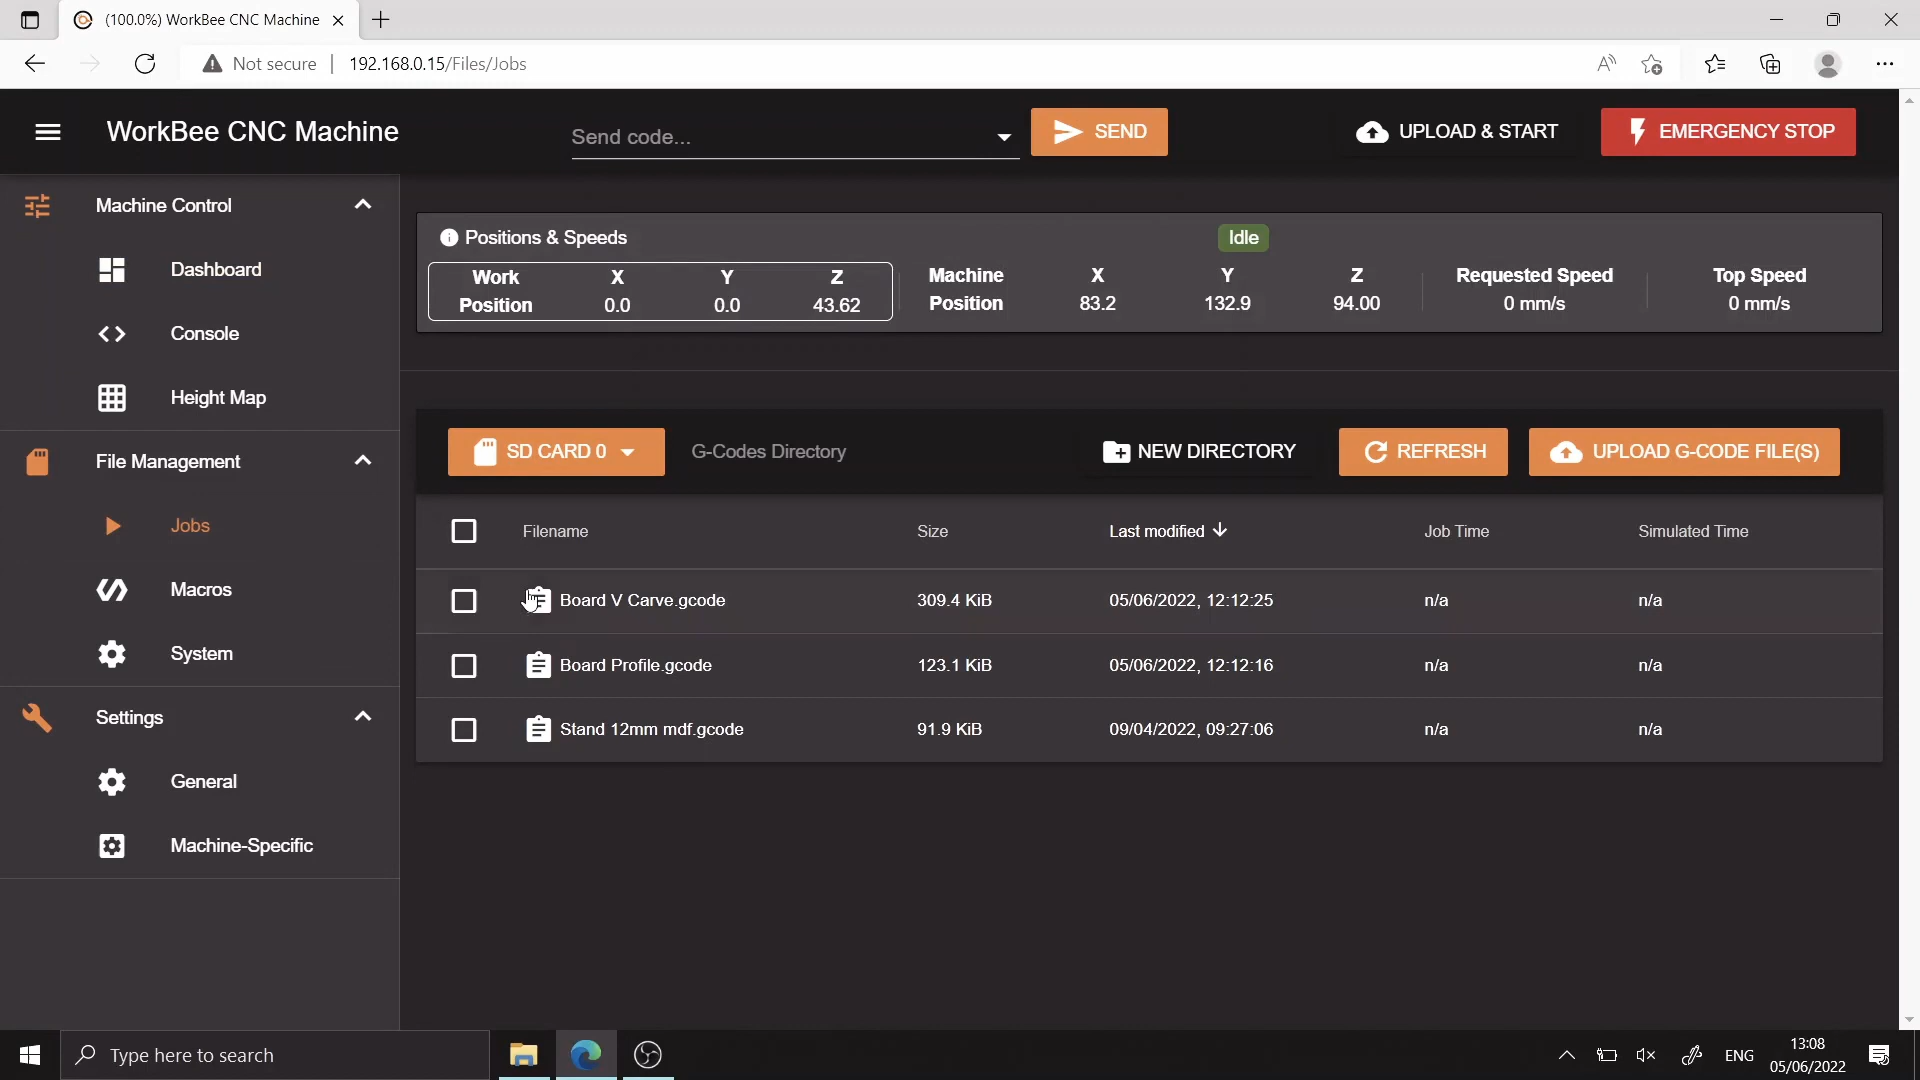 (100.0%) WorkBee CNC Machine
Not secure
192.168.0.15/Files/Jobs
WorkBee CNC Machine
Send code...
SEND
UPLOAD & START
EMERGENCY STOP
Machine Control
Dashboard
Console
Height Map
File Management
Jobs
Macros
System
Settings
General
Machine-Specific
Positions & Speeds
Idle
Work X Y Z
Position 0.0 0.0 43.62
Machine X Y Z
Position 83.2 132.9 94.00
Requested Speed
0 mm/s
Top Speed
0 mm/s
SD CARD 0
G-Codes Directory
NEW DIRECTORY
REFRESH
UPLOAD G-CODE FILE(S)
Filename Size Last modified Job Time Simulated Time
Board V Carve.gcode 309.4 KiB 05/06/2022, 12:12:25 n/a n/a
Board Profile.gcode 123.1 KiB 05/06/2022, 12:12:16 n/a n/a
Stand 12mm mdf.gcode 91.9 KiB 09/04/2022, 09:27:06 n/a n/a
Type here to search
ENG
13:08
05/06/2022